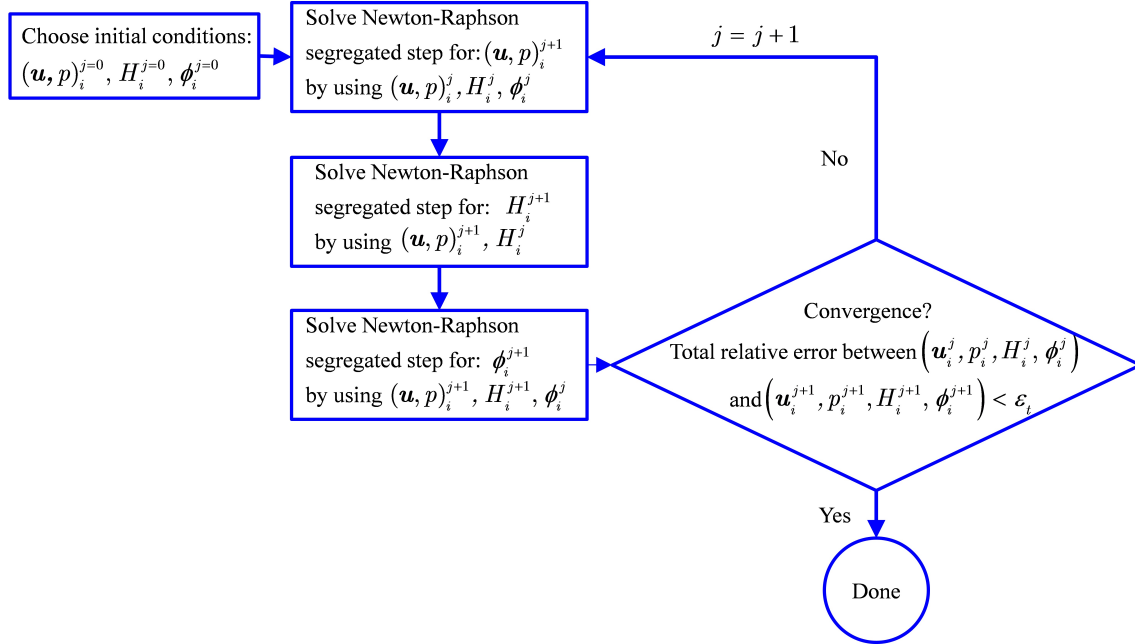 Choose initial conditions:
(𝒖, p)_i^{j=0}, H_i^{j=0}, ϕ_i^{j=0}
Solve Newton-Raphson
segregated step for: (𝒖, p)_i^{j+1}
by using (𝒖, p)_i^j, H_i^j, ϕ_i^j
j = j + 1
Solve Newton-Raphson
segregated step for: H_i^{j+1}
by using (𝒖, p)_i^{j+1}, H_i^j
No
Solve Newton-Raphson
segregated step for: ϕ_i^{j+1}
by using (𝒖, p)_i^{j+1}, H_i^{j+1}, ϕ_i^j
Convergence?
Total relative error between (𝒖_i^j, p_i^j, H_i^j, ϕ_i^j)
and (𝒖_i^{j+1}, p_i^{j+1}, H_i^{j+1}, ϕ_i^{j+1}) < ε_t
Yes
Done